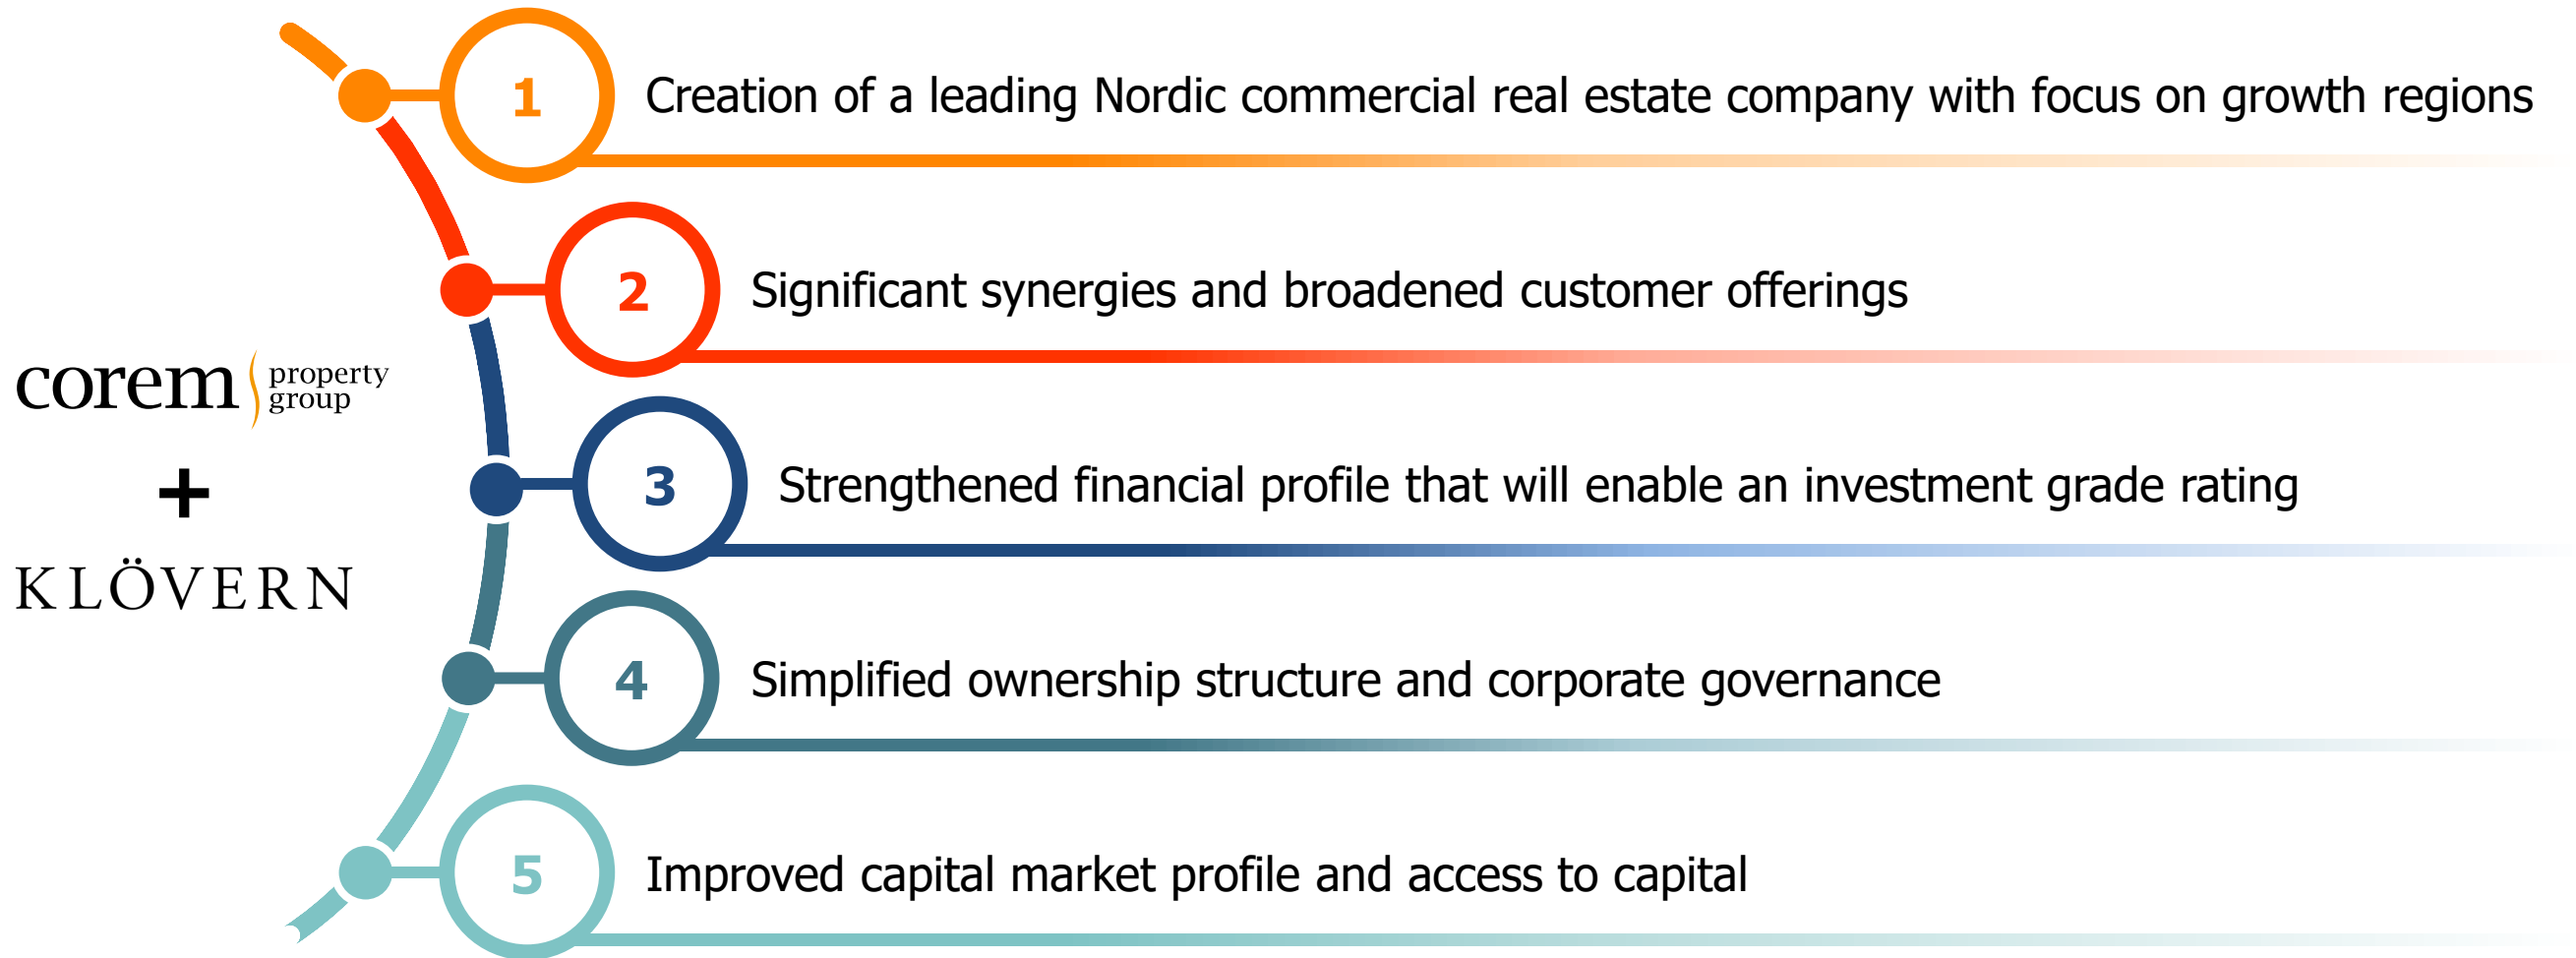 1 Creation of a leading Nordic commercial real estate company with focus on growth regions
2 Significant synergies and broadened customer offerings
corem property
group
+
KLÖVERN
3 Strengthened financial profile that will enable an investment grade rating
4 Simplified ownership structure and corporate governance
5 Improved capital market profile and access to capital